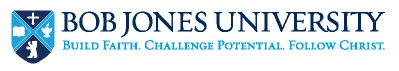 BOB JONES UNIVERSITY
BUILD FAITH. CHALLENGE POTENTIAL. FOLLOW CHRIST.